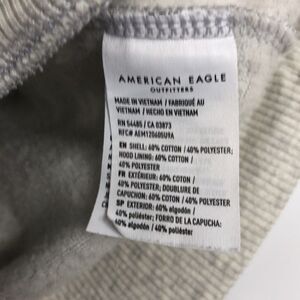 AMERICAN EAGLE
OUTFITTERS
MADE IN VIETNAM / FABRIQUÉ AU
VIETNAM / HECHO EN VIETNAM
RN 54485 / CA 03873
RFC# AEM120605U9A
EN SHELL: 60% COTTON / 40% POLYESTER;
HOOD LINING: 60% COTTON /
40% POLYESTER
FR EXTÉRIEUR: 60% COTON /
40% POLYESTER; DOUBLURE DE
CAPUCHON: 60% COTON / 40% POLYESTER
SP EXTERIOR: 60% algodón /
40% poliéster; FORRO DE LA CAPUCHA:
60% algodón / 40% poliéster